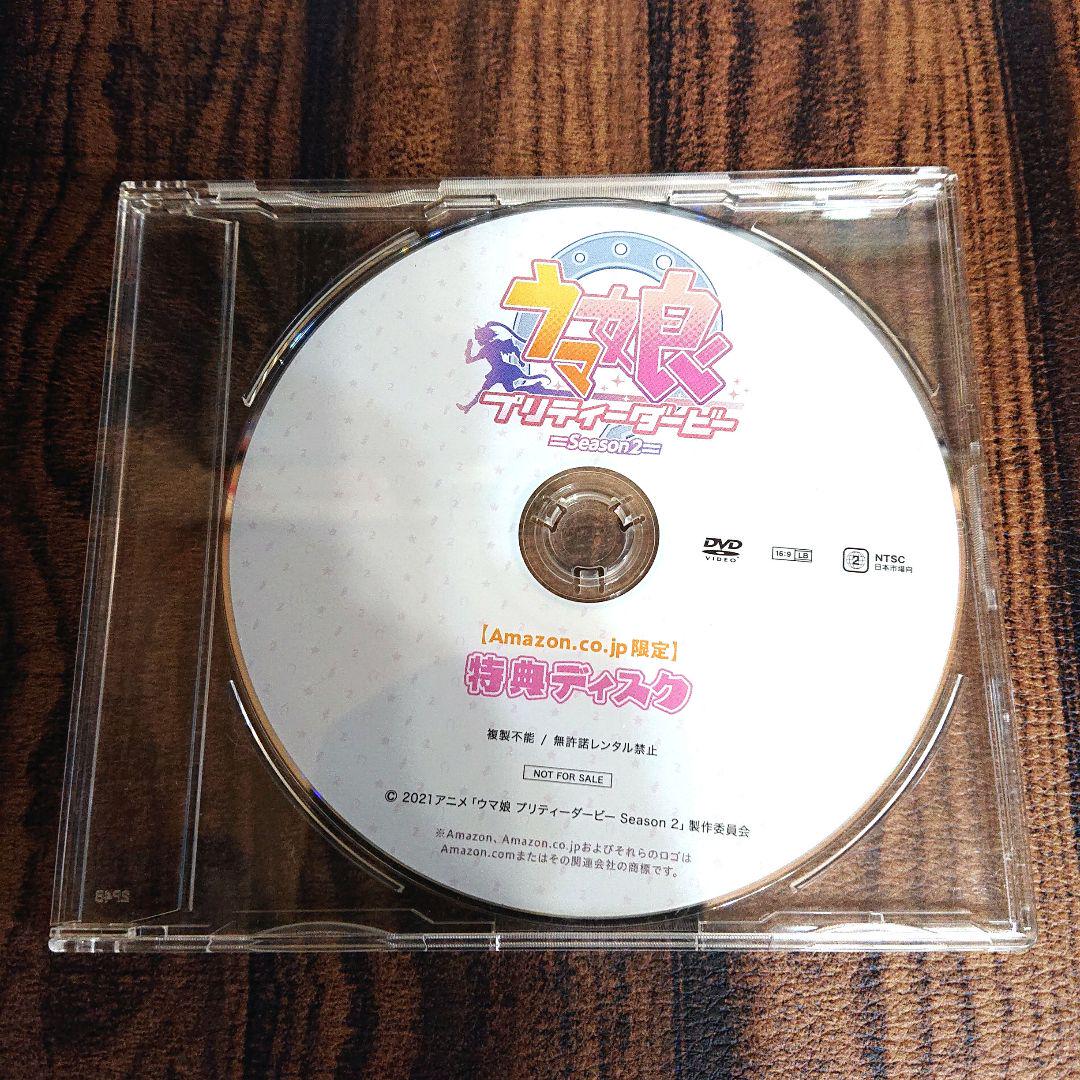 ウマ娘
プリティーダービー
Season2
DVD
VIDEO
16:9 LB
2
NTSC
日本市場向
【Amazon.co.jp限定】
特典ディスク
複製不能 / 無許諾レンタル禁止
NOT FOR SALE
© 2021アニメ「ウマ娘 プリティーダービー Season 2」製作委員会
※Amazon、Amazon.co.jpおよびそれらのロゴは
Amazon.comまたはその関連会社の商標です。